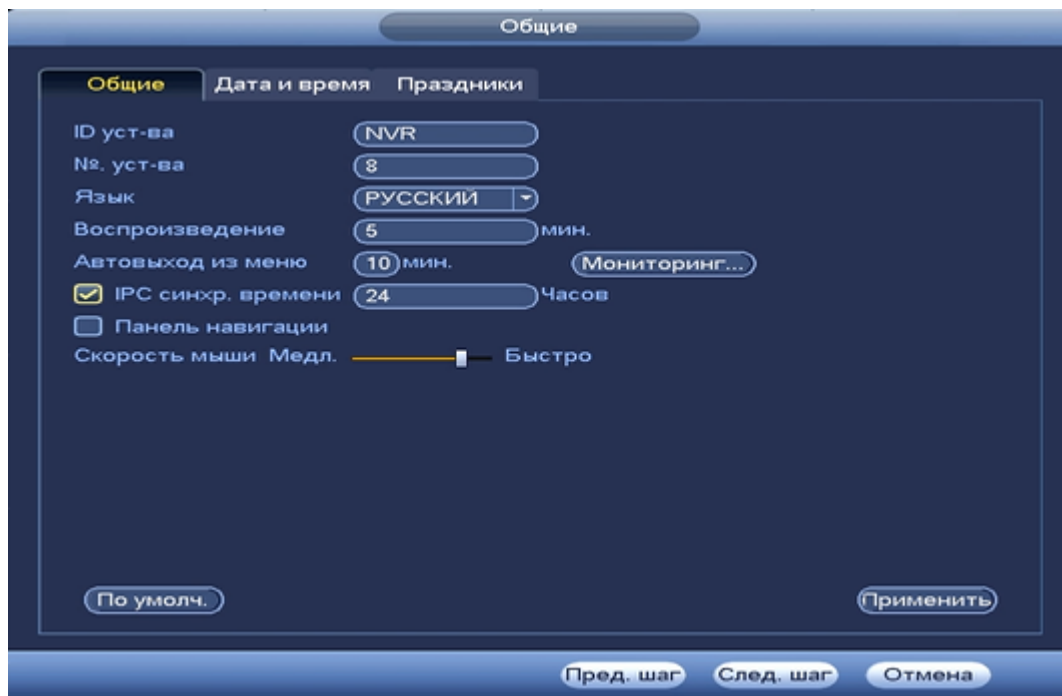 Общие
Общие Дата и время Праздники
ID уст-ва NVR
№. уст-ва 8
Язык РУССКИЙ
Воспроизведение 5 мин.
Автовыход из меню 10 мин. Мониторинг...
IPC синхр. времени 24 Часов
Панель навигации
Скорость мыши Медл. Быстро
По умолч. Применить
Пред. шаг След. шаг Отмена